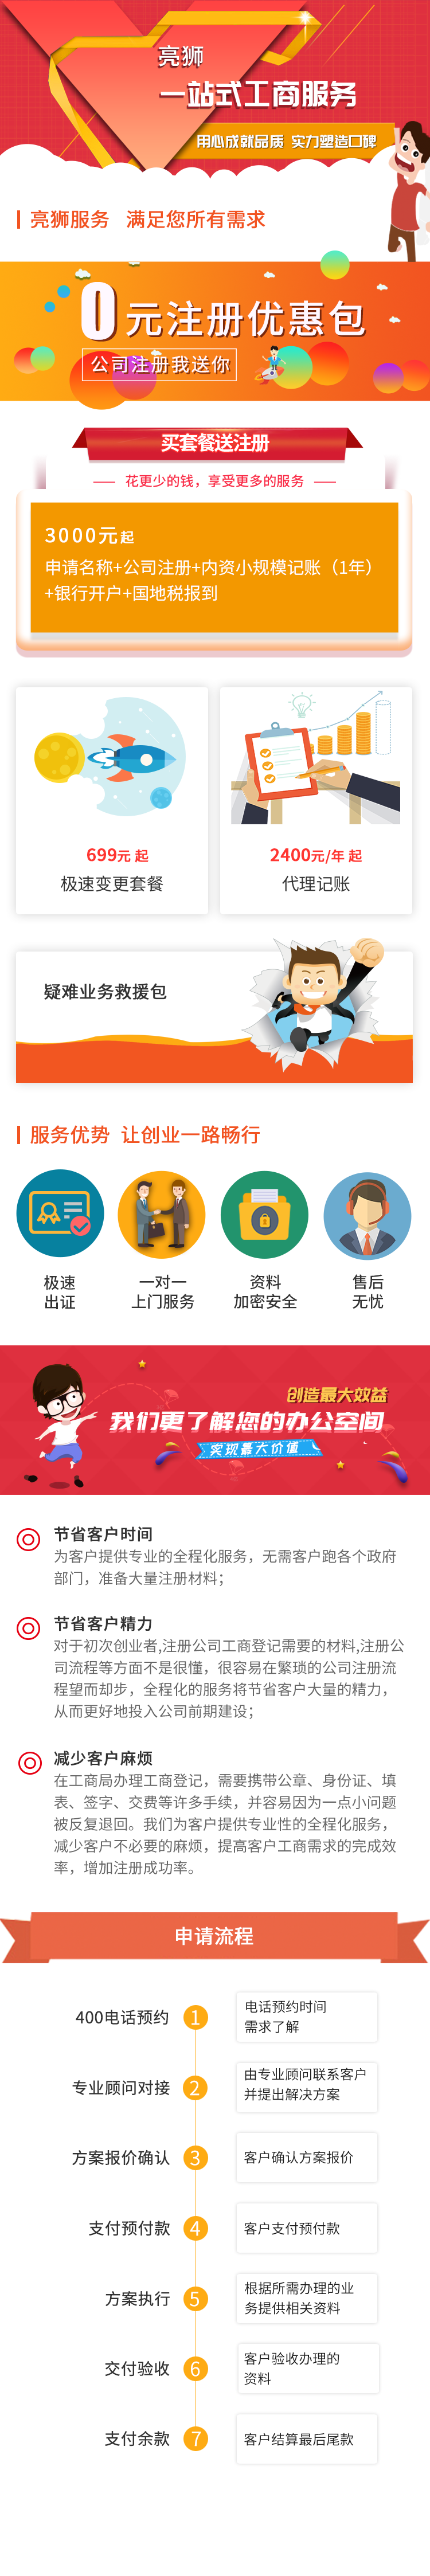 亮狮
一站式工商服务
用心成就品质 实力塑造口碑
亮狮服务 满足您所有需求
0元注册优惠包
公司注册我送你
买套餐送注册
花更少的钱，享受更多的服务
3000元起
申请名称+公司注册+内资小规模记账（1年）
+银行开户+国地税报到
699元 起
极速变更套餐
2400元/年 起
代理记账
疑难业务救援包
服务优势 让创业一路畅行
极速
出证
一对一
上门服务
资料
加密安全
售后
无忧
创造最大效益
我们更了解您的办公空间
实现最大价值
节省客户时间
为客户提供专业的全程化服务，无需客户跑各个政府
部门，准备大量注册材料；
节省客户精力
对于初次创业者,注册公司工商登记需要的材料,注册公
司流程等方面不是很懂，很容易在繁琐的公司注册流
程望而却步，全程化的服务将节省客户大量的精力，
从而更好地投入公司前期建设；
减少客户麻烦
在工商局办理工商登记，需要携带公章、身份证、填
表、签字、交费等许多手续，并容易因为一点小问题
被反复退回。我们为客户提供专业性的全程化服务，
减少客户不必要的麻烦，提高客户工商需求的完成效
率，增加注册成功率。
申请流程
400电话预约
1
电话预约时间
需求了解
专业顾问对接
2
由专业顾问联系客户
并提出解决方案
方案报价确认
3
客户确认方案报价
支付预付款
4
客户支付预付款
方案执行
5
根据所需办理的业
务提供相关资料
交付验收
6
客户验收办理的
资料
支付余款
7
客户结算最后尾款